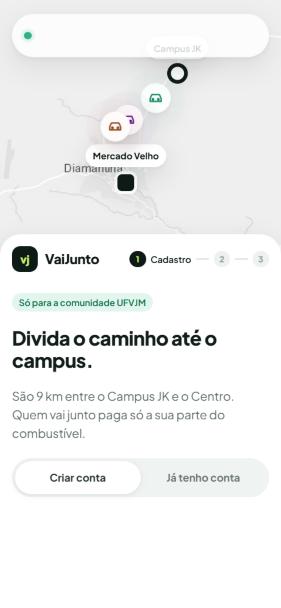 Campus JK
Mercado Velho
Diamantina
vj VaiJunto 1 Cadastro 2 3
Só para a comunidade UFVJM
Divida o caminho até o
campus.
São 9 km entre o Campus JK e o Centro.
Quem vai junto paga só a sua parte do
combustível.
Criar conta Já tenho conta